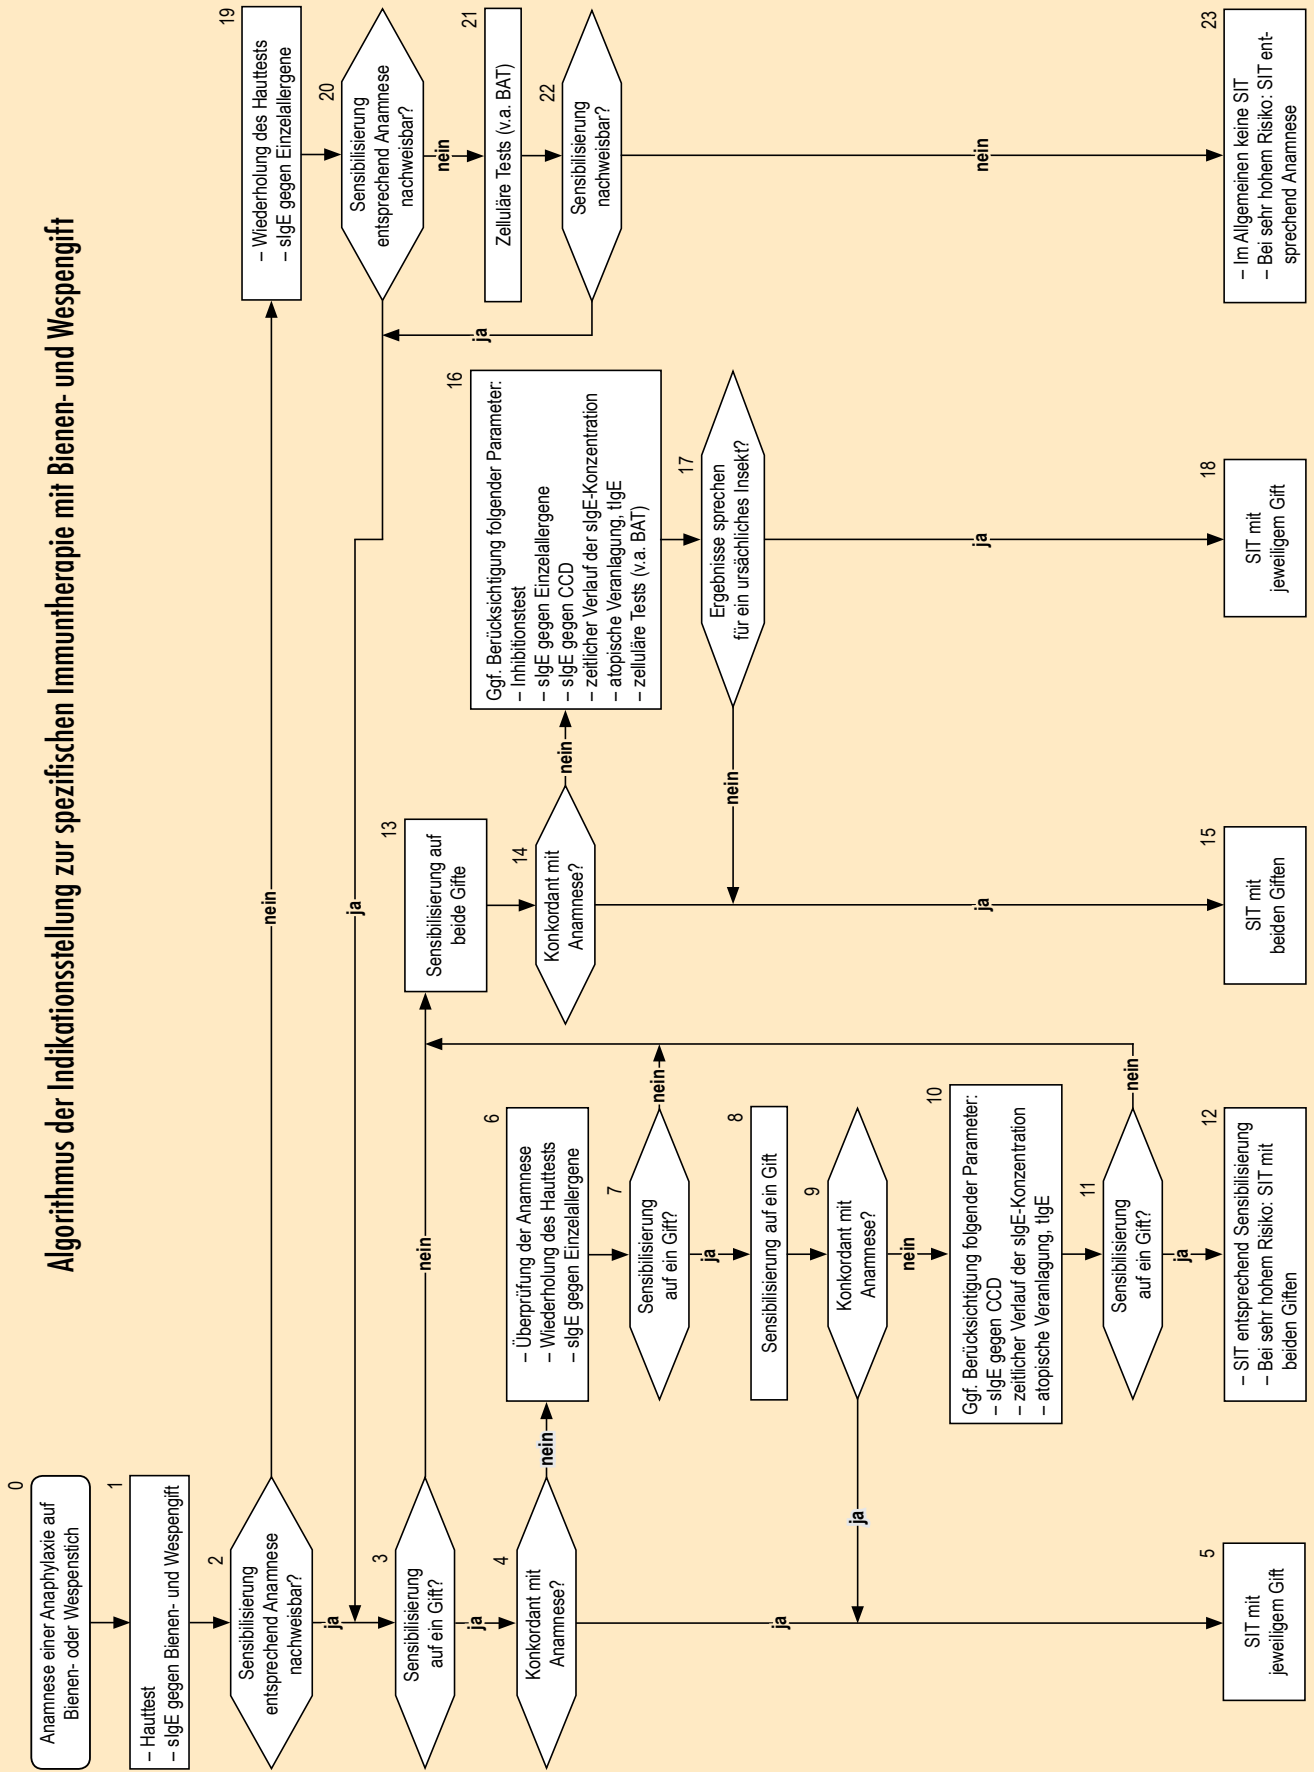 Algorithmus der Indikationsstellung zur spezifischen Immuntherapie mit Bienen- und Wespengift
0
Anamnese einer Anaphylaxie auf
Bienen- oder Wespenstich
1
– Hauttest
– sIgE gegen Bienen- und Wespengift
2
Sensibilisierung
entsprechend Anamnese
nachweisbar?
ja
nein
3
Sensibilisierung
auf ein Gift?
ja
nein
4
Konkordant mit
Anamnese?
ja
nein
5
SIT mit
jeweiligem Gift
6
– Überprüfung der Anamnese
– Wiederholung des Hauttests
– sIgE gegen Einzelallergene
7
Sensibilisierung
auf ein Gift?
ja
nein
8
Sensibilisierung auf ein Gift
9
Konkordant mit
Anamnese?
ja
nein
10
Ggf. Berücksichtigung folgender Parameter:
– sIgE gegen CCD
– zeitlicher Verlauf der sIgE-Konzentration
– atopische Veranlagung, tIgE
11
Sensibilisierung
auf ein Gift?
ja
nein
12
– SIT entsprechend Sensibilisierung
– Bei sehr hohem Risiko: SIT mit
beiden Giften
13
Sensibilisierung auf
beide Gifte
14
Konkordant mit
Anamnese?
ja
nein
15
SIT mit
beiden Giften
16
Ggf. Berücksichtigung folgender Parameter:
– Inhibitionstest
– sIgE gegen Einzelallergene
– sIgE gegen CCD
– zeitlicher Verlauf der sIgE-Konzentration
– atopische Veranlagung, tIgE
– zelluläre Tests (v.a. BAT)
17
Ergebnisse sprechen
für ein ursächliches Insekt?
ja
nein
18
SIT mit
jeweiligem Gift
19
– Wiederholung des Hauttests
– sIgE gegen Einzelallergene
20
Sensibilisierung
entsprechend Anamnese
nachweisbar?
ja
nein
21
Zelluläre Tests (v.a. BAT)
22
Sensibilisierung
nachweisbar?
ja
nein
23
– Im Allgemeinen keine SIT
– Bei sehr hohem Risiko: SIT ent-
sprechend Anamnese